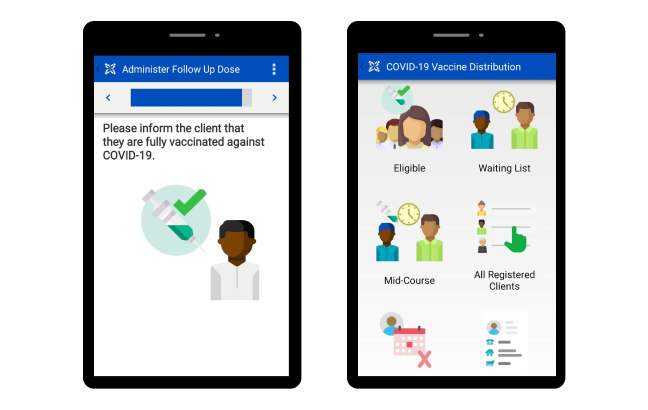 Administer Follow Up Dose
Please inform the client that
they are fully vaccinated against
COVID-19.
COVID-19 Vaccine Distribution
Eligible
Waiting List
Mid-Course
All Registered
Clients